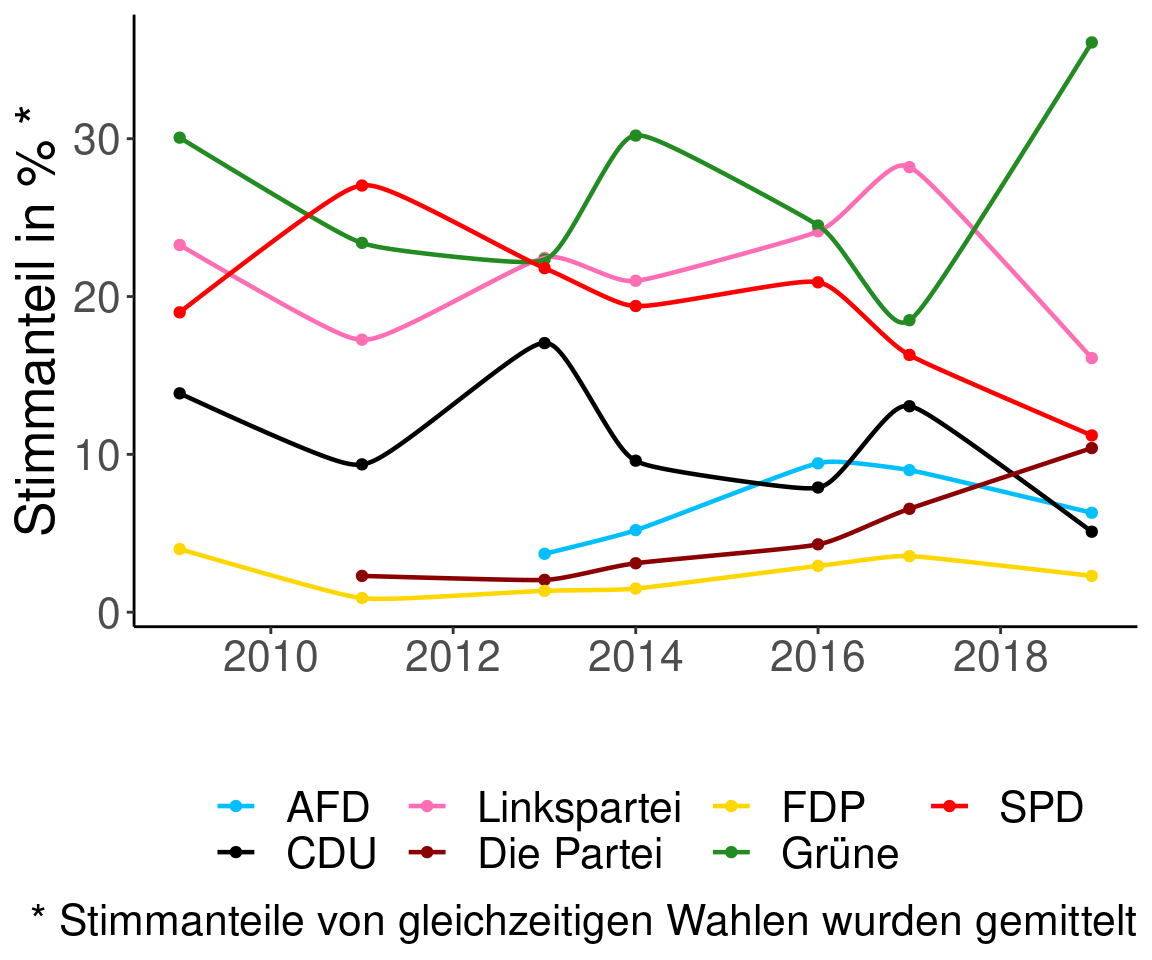 Stimmanteil in % *
30
20
10
0
2010 2012 2014 2016 2018
AFD Linkspartei FDP SPD
CDU Die Partei Grüne
* Stimmanteile von gleichzeitigen Wahlen wurden gemittelt